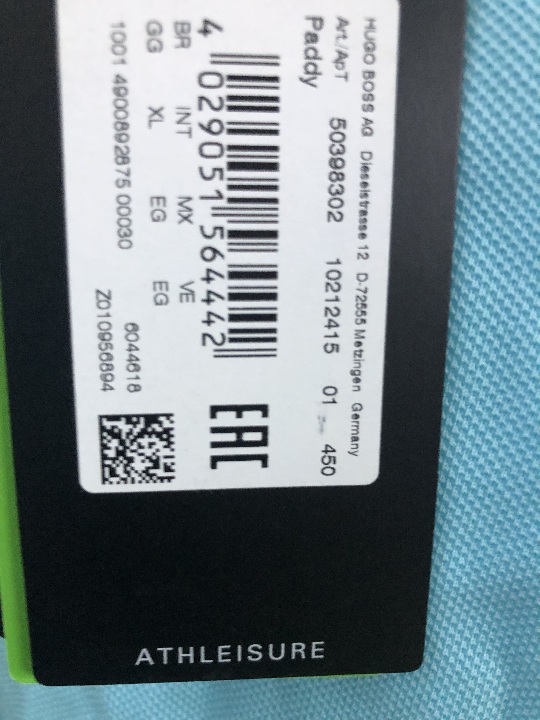 HUGO BOSS AG Dieselstrasse 12 D-72555 Metzingen Germany
Art./ApT 50398302 10212415 01 450
Paddy
4 029051 564442
EAC
BR INT MX VE
GG XL EG EG
6044618
1001 4900892875 00030
Z010956894
ATHLEISURE